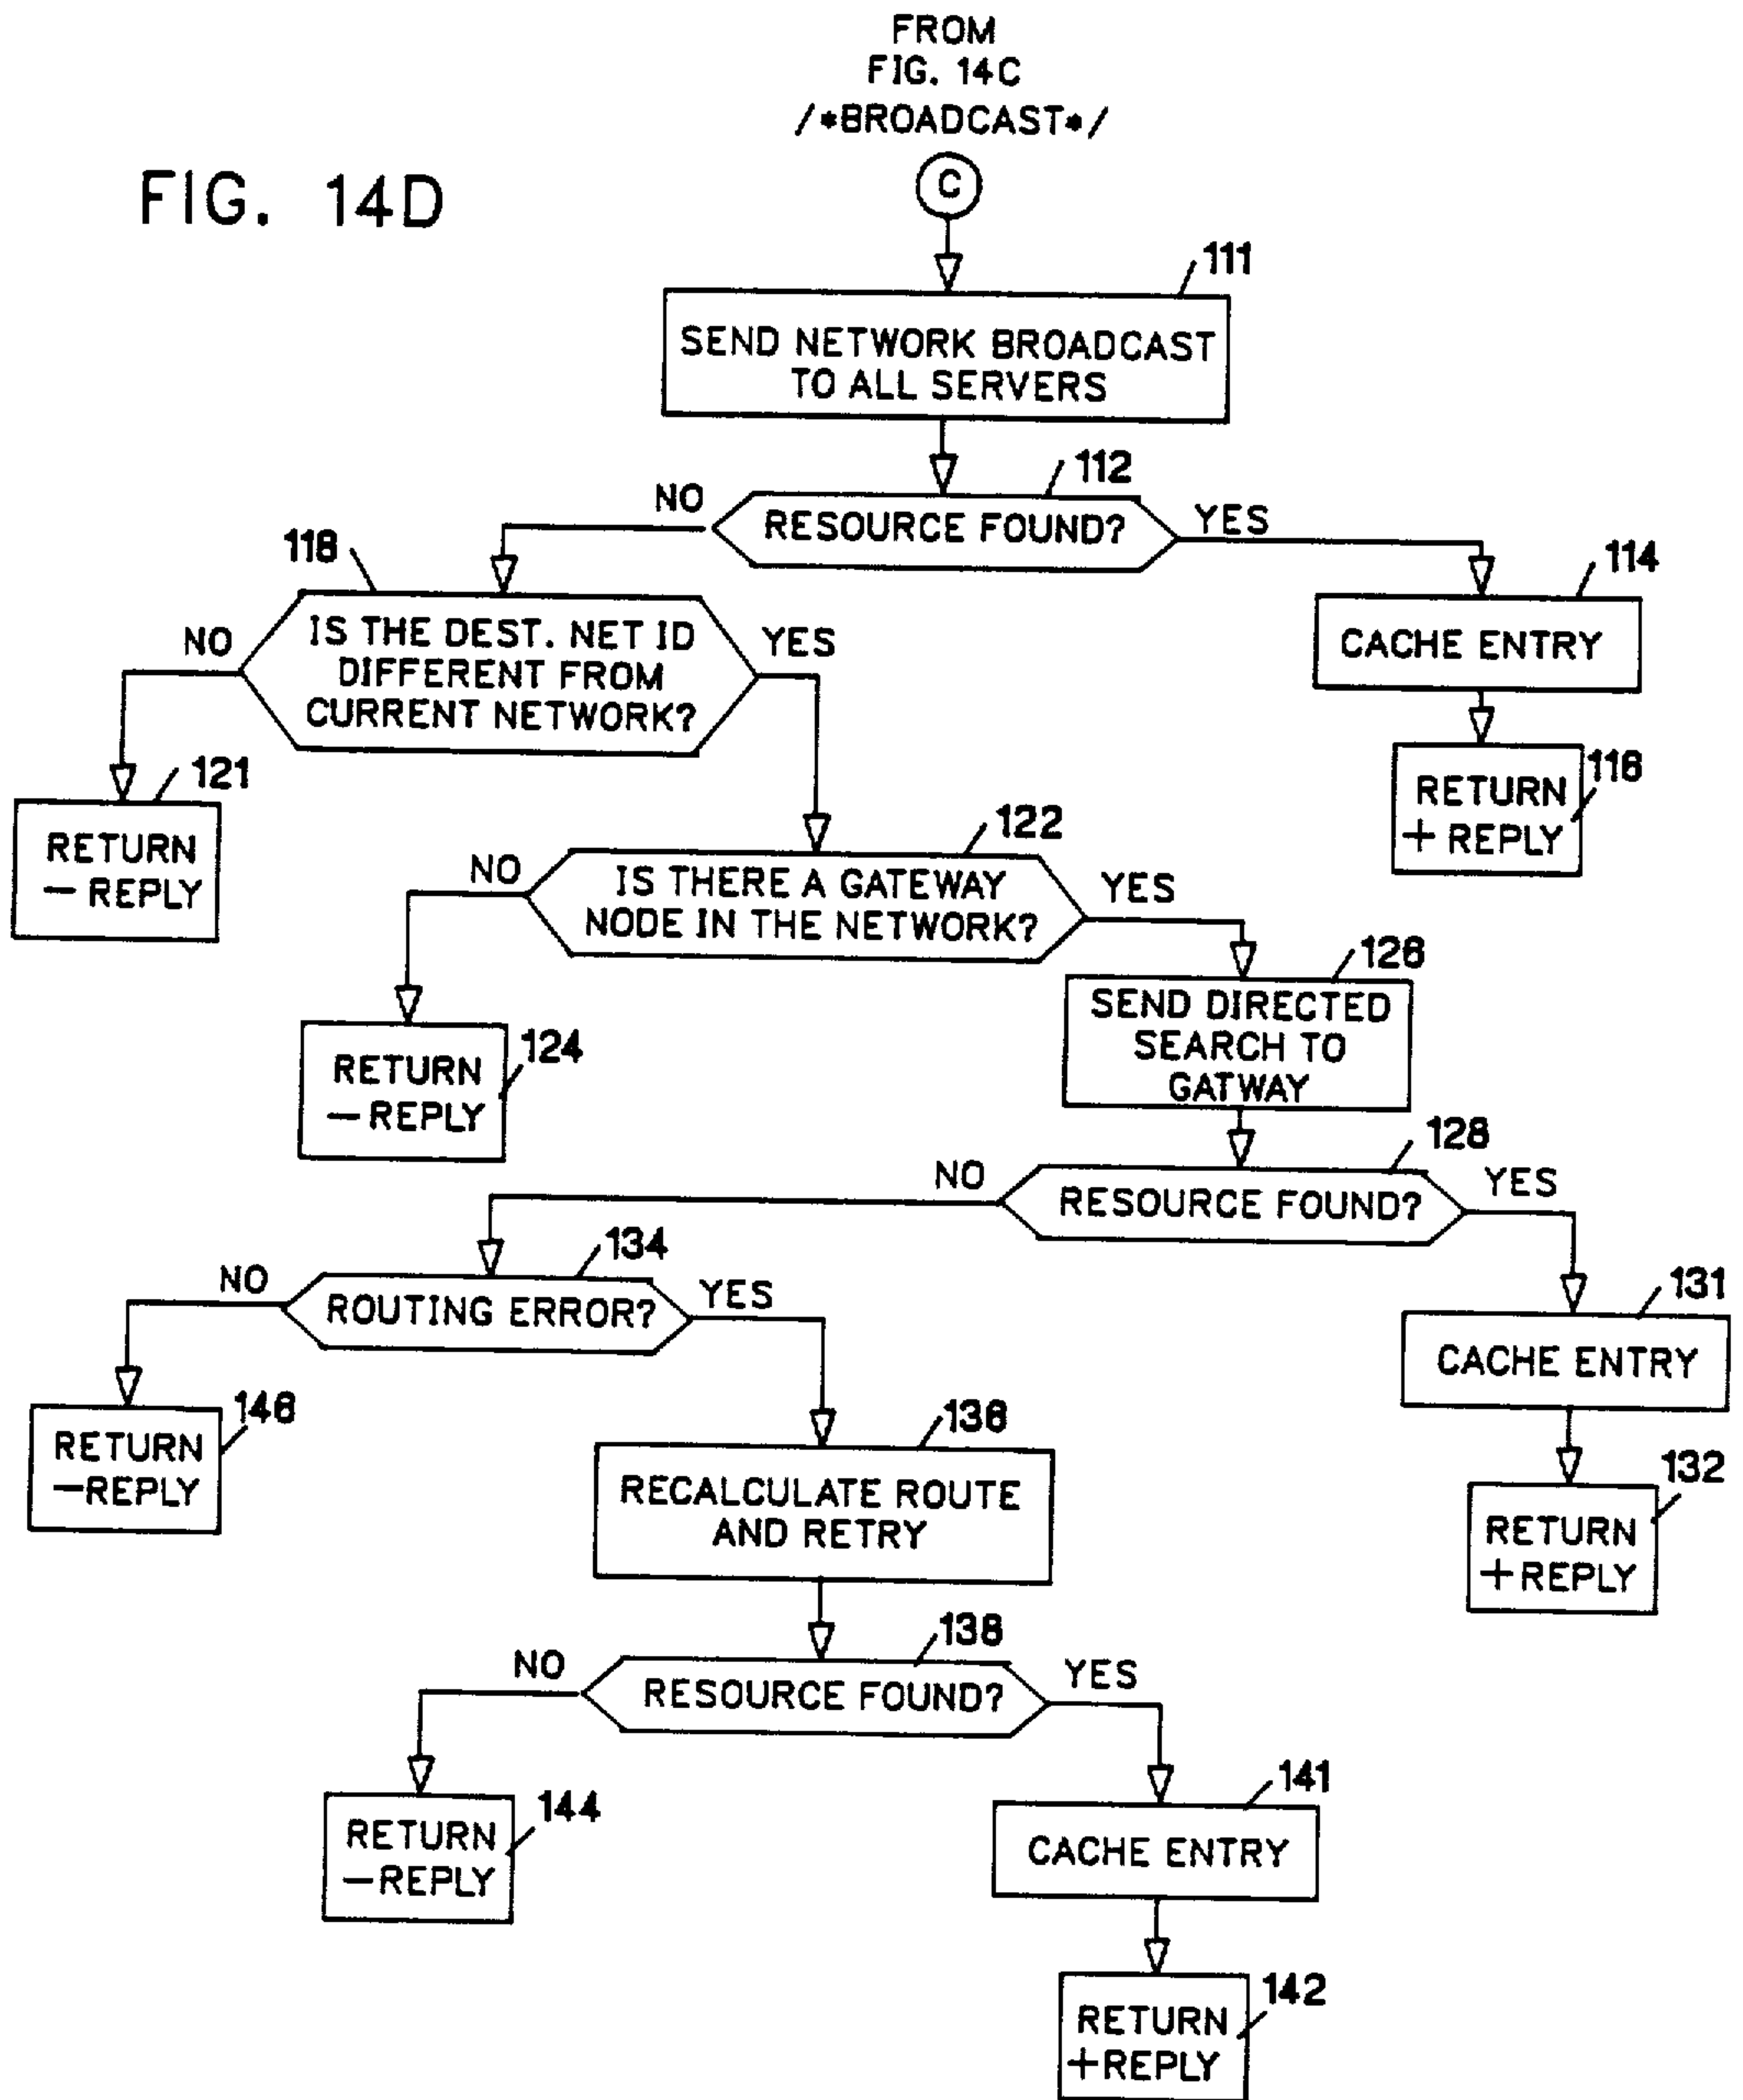 FROM
FIG. 14C
/*BROADCAST*/
FIG. 14D
C
111
SEND NETWORK BROADCAST
TO ALL SERVERS
112
NO
RESOURCE FOUND?
YES
118
114
NO
IS THE DEST. NET ID
DIFFERENT FROM
CURRENT NETWORK?
YES
CACHE ENTRY
121
RETURN
— REPLY
116
RETURN
+ REPLY
122
NO
IS THERE A GATEWAY
NODE IN THE NETWORK?
YES
124
RETURN
— REPLY
126
SEND DIRECTED
SEARCH TO
GATWAY
128
NO
RESOURCE FOUND?
YES
134
NO
ROUTING ERROR?
YES
131
CACHE ENTRY
146
RETURN
—REPLY
136
RECALCULATE ROUTE
AND RETRY
132
RETURN
+REPLY
138
NO
RESOURCE FOUND?
YES
144
RETURN
—REPLY
141
CACHE ENTRY
142
RETURN
+REPLY